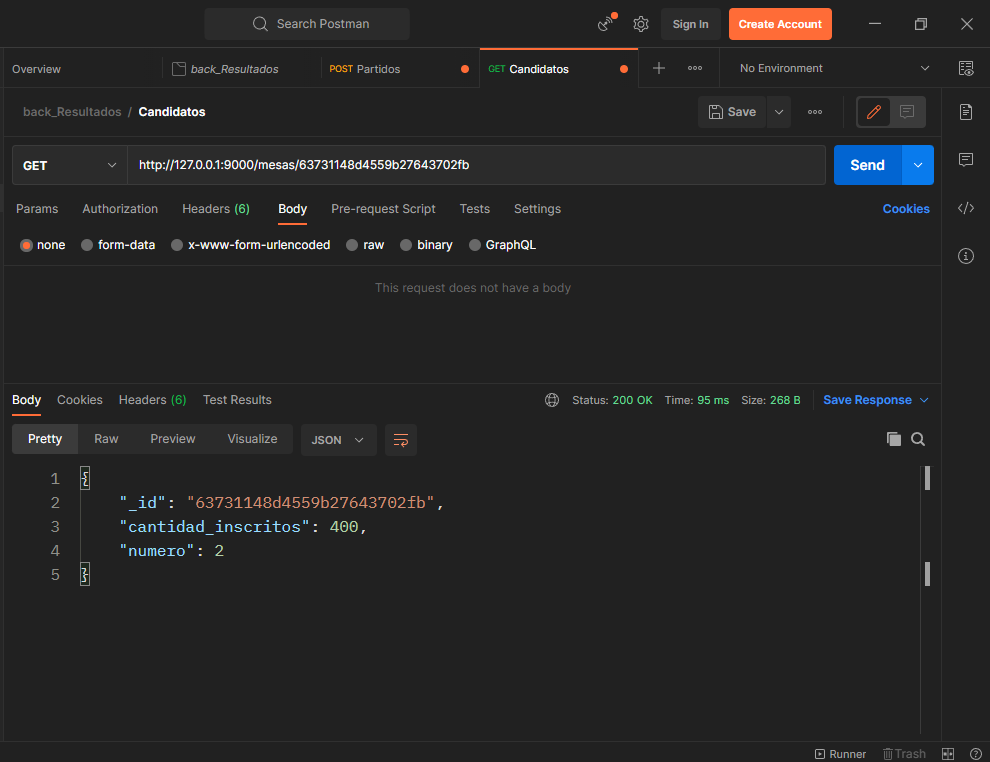 Search Postman
Sign In
Create Account
Overview
back_Resultados
POST Partidos
GET Candidatos
No Environment
back_Resultados / Candidatos
Save
GET
http://127.0.0.1:9000/mesas/63731148d4559b27643702fb
Send
Params Authorization Headers (6) Body Pre-request Script Tests Settings
Cookies
none form-data x-www-form-urlencoded raw binary GraphQL
This request does not have a body
Body Cookies Headers (6) Test Results
Status: 200 OK Time: 95 ms Size: 268 B
Save Response
Pretty Raw Preview Visualize
JSON
1 {
2 "_id": "63731148d4559b27643702fb",
3 "cantidad_inscritos": 400,
4 "numero": 2
5 }
Runner
Trash